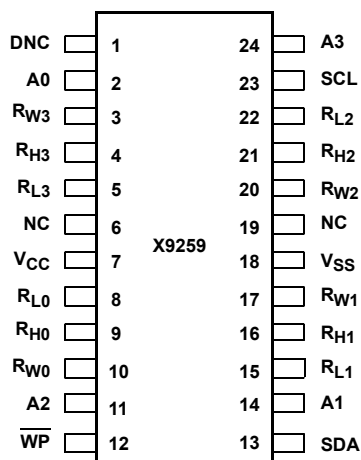 DNC 1 24 A3
A0 2 23 SCL
RW3 3 22 RL2
RH3 4 21 RH2
RL3 5 20 RW2
NC 6 19 NC
X9259
VCC 7 18 VSS
RL0 8 17 RW1
RH0 9 16 RH1
RW0 10 15 RL1
A2 11 14 A1
W̅P̅ 12 13 SDA